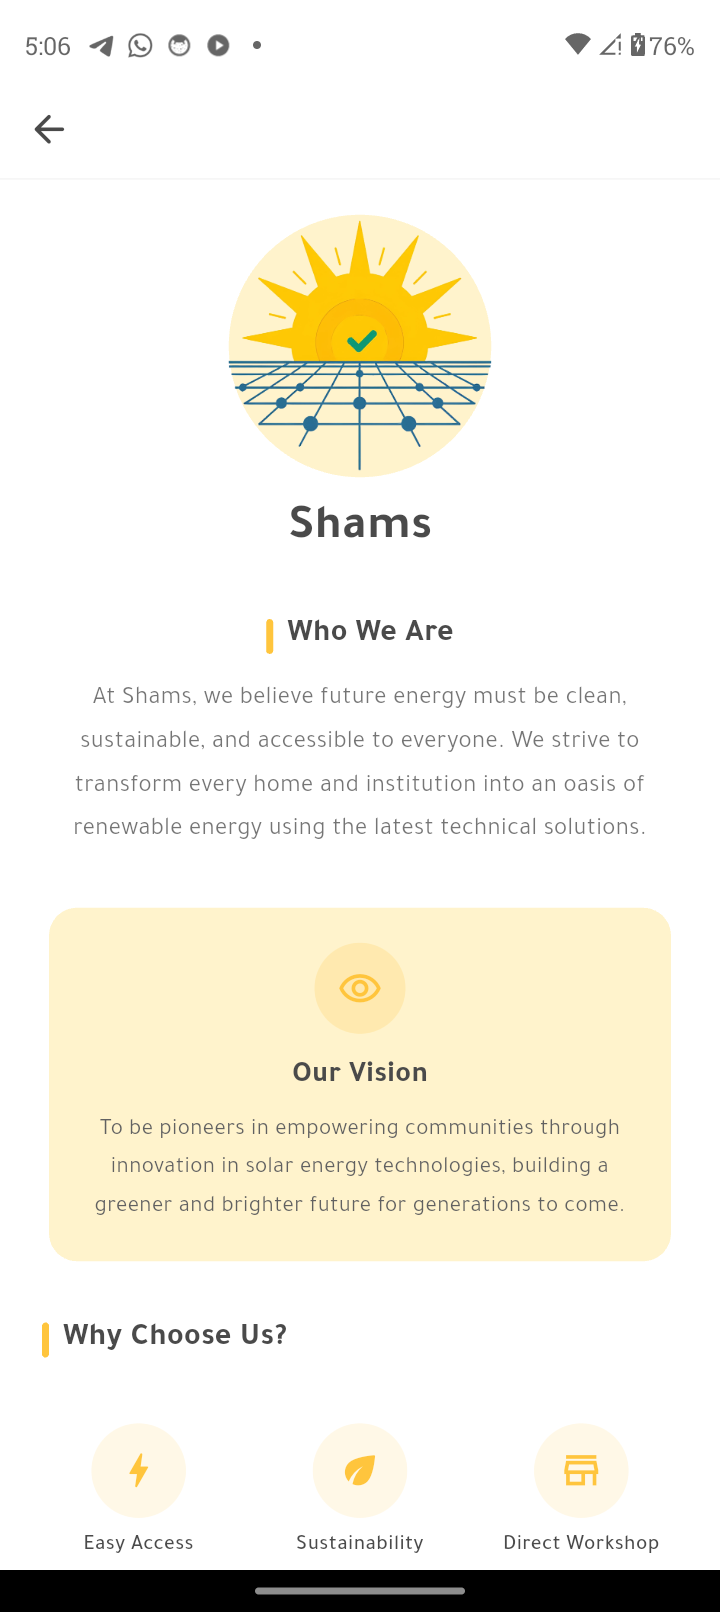 5:06
76%
Shams
Who We Are
At Shams, we believe future energy must be clean,
sustainable, and accessible to everyone. We strive to
transform every home and institution into an oasis of
renewable energy using the latest technical solutions.
Our Vision
To be pioneers in empowering communities through
innovation in solar energy technologies, building a
greener and brighter future for generations to come.
Why Choose Us?
Easy Access
Sustainability
Direct Workshop